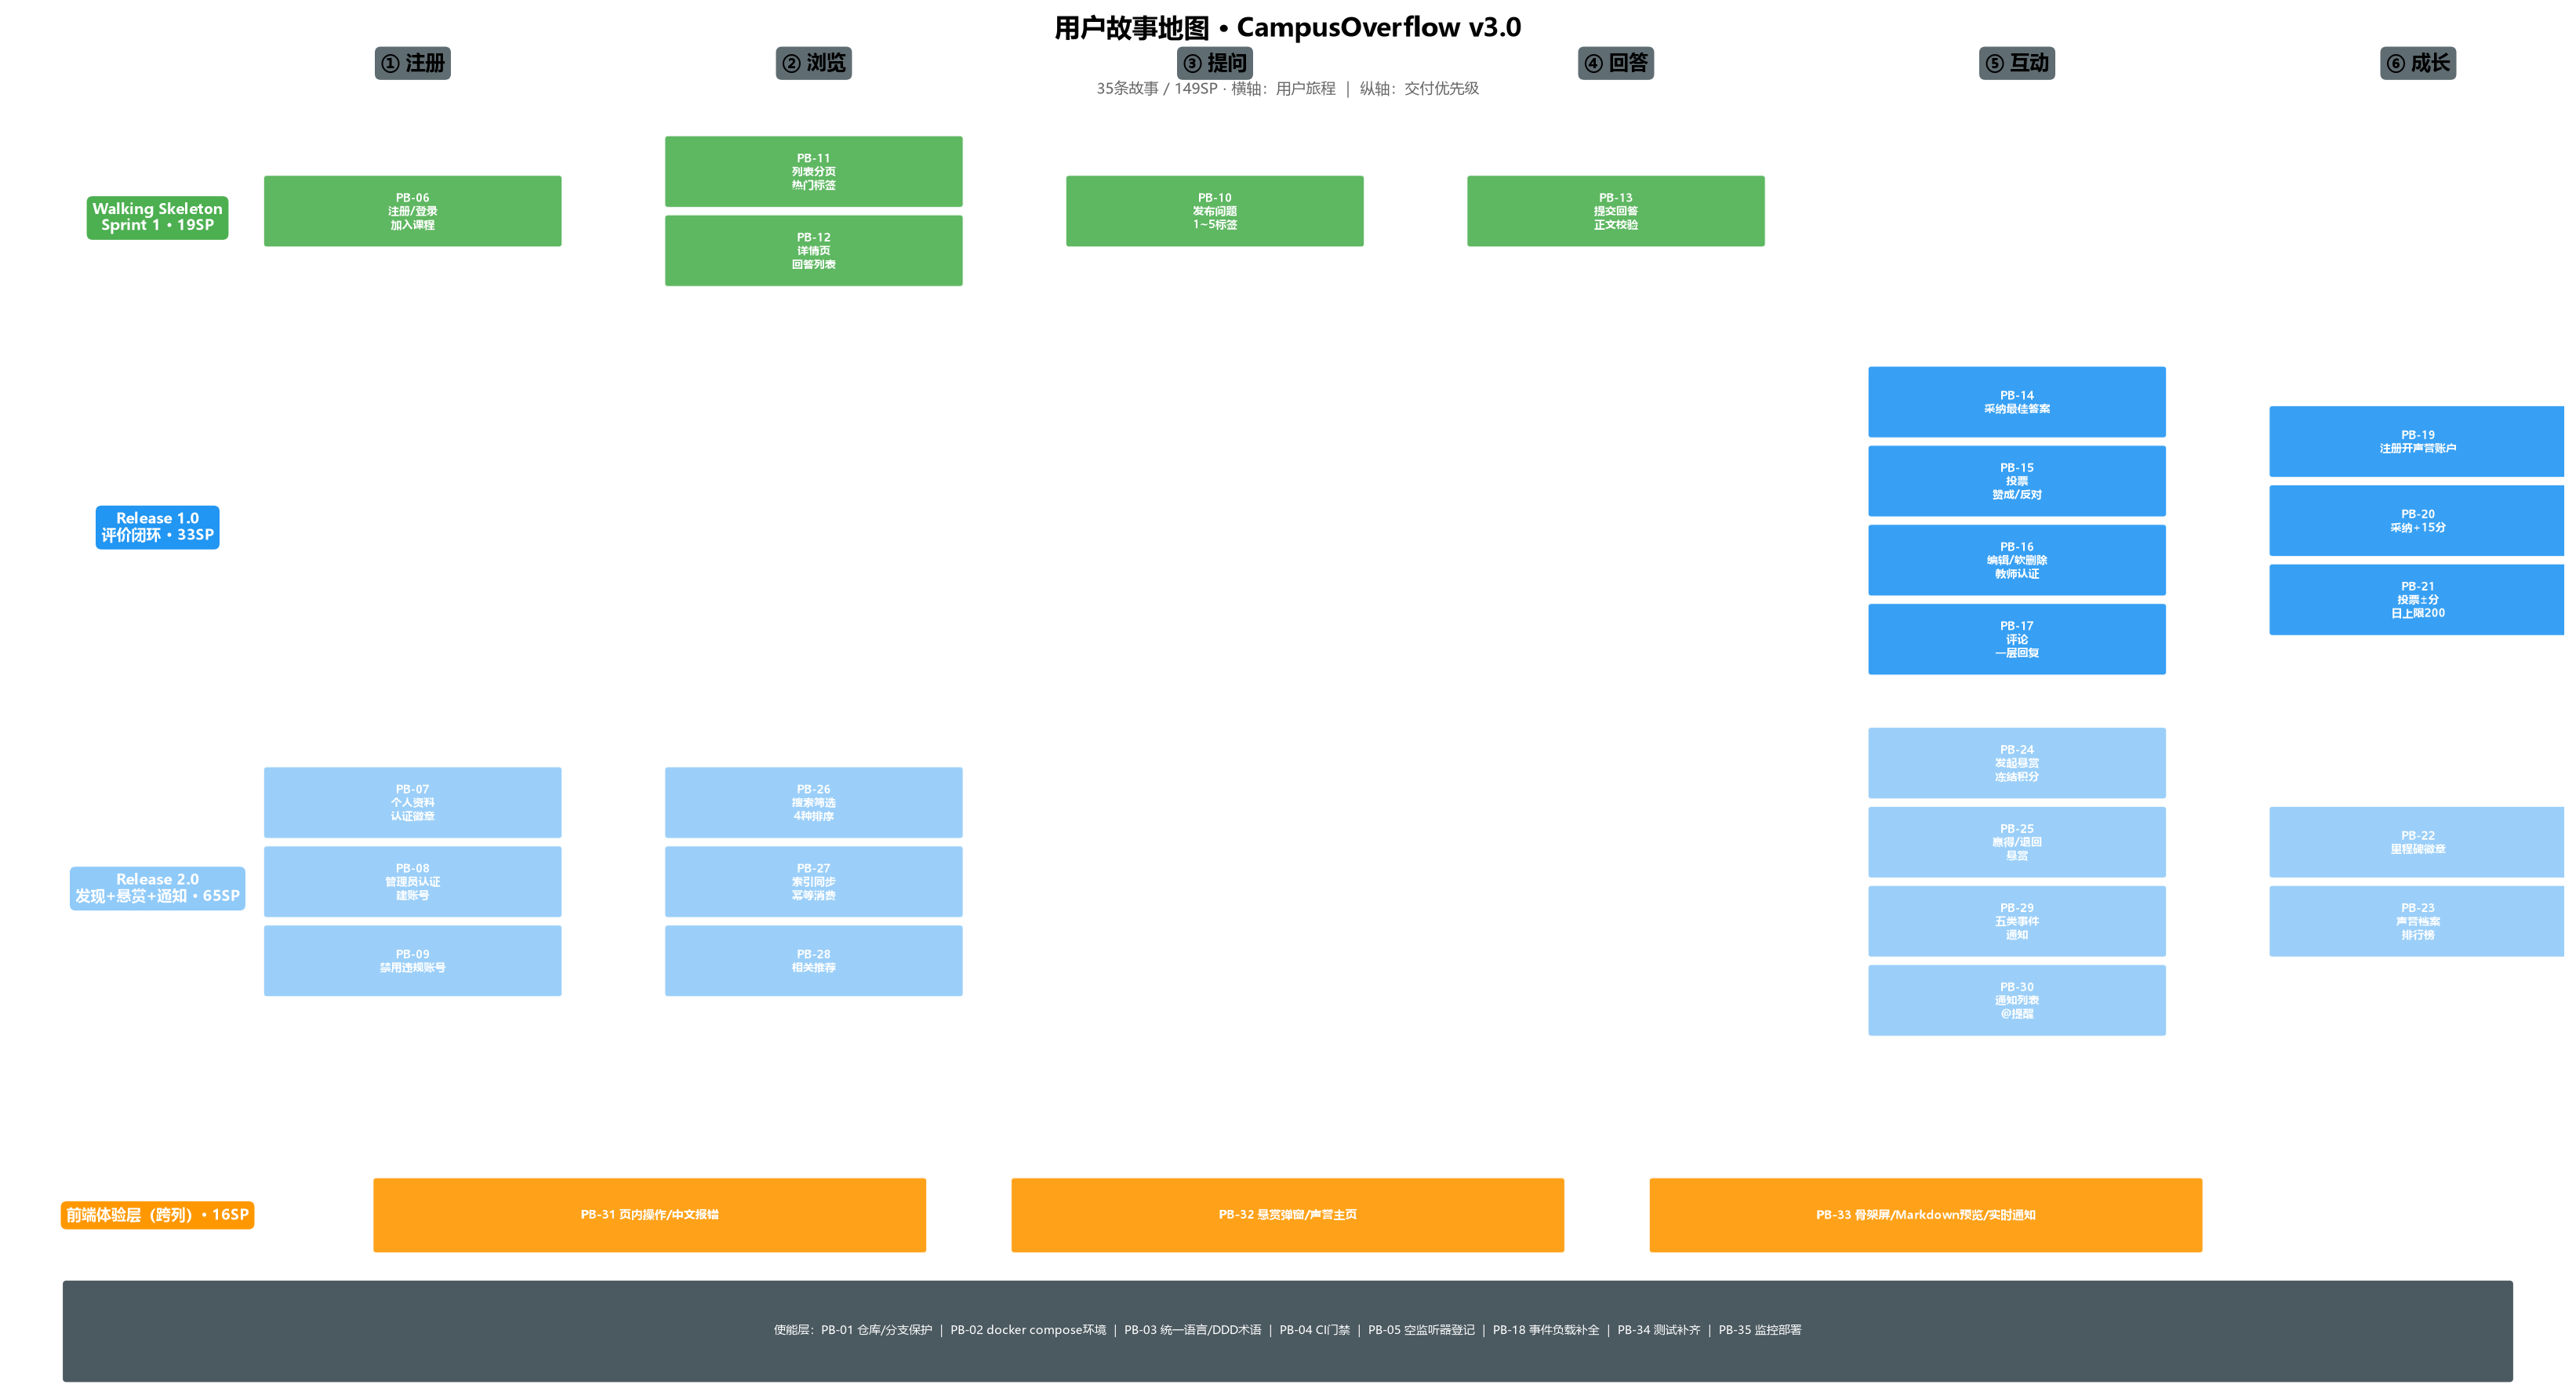 用户故事地图 • CampusOverflow v3.0
① 注册
② 浏览
③ 提问
④ 回答
⑤ 互动
⑥ 成长
35条故事 / 149SP · 横轴：用户旅程 | 纵轴：交付优先级
Walking Skeleton
Sprint 1 • 19SP
PB-06
注册/登录
加入课程
PB-11
列表分页
热门标签
PB-12
详情页
回答列表
PB-10
发布问题
1~5标签
PB-13
提交回答
正文校验
Release 1.0
评价闭环 • 33SP
PB-14
采纳最佳答案
PB-15
投票
赞成/反对
PB-16
编辑/软删除
教师认证
PB-17
评论
一层回复
PB-19
注册开声誉账户
PB-20
采纳+15分
PB-21
投票±分
日上限200
Release 2.0
发现+悬赏+通知 • 65SP
PB-07
个人资料
认证徽章
PB-08
管理员认证
建账号
PB-09
禁用违规账号
PB-26
搜索筛选
4种排序
PB-27
索引同步
幂等消费
PB-28
相关推荐
PB-24
发起悬赏
冻结积分
PB-25
赢得/退回
悬赏
PB-29
五类事件
通知
PB-30
通知列表
@提醒
PB-22
里程碑徽章
PB-23
声誉档案
排行榜
前端体验层（跨列）• 16SP
PB-31 页内操作/中文报错
PB-32 悬赏弹窗/声誉主页
PB-33 骨架屏/Markdown预览/实时通知
使能层：PB-01 仓库/分支保护 | PB-02 docker compose环境 | PB-03 统一语言/DDD术语 | PB-04 CI门禁 | PB-05 空监听器登记 | PB-18 事件负载补全 | PB-34 测试补齐 | PB-35 监控部署